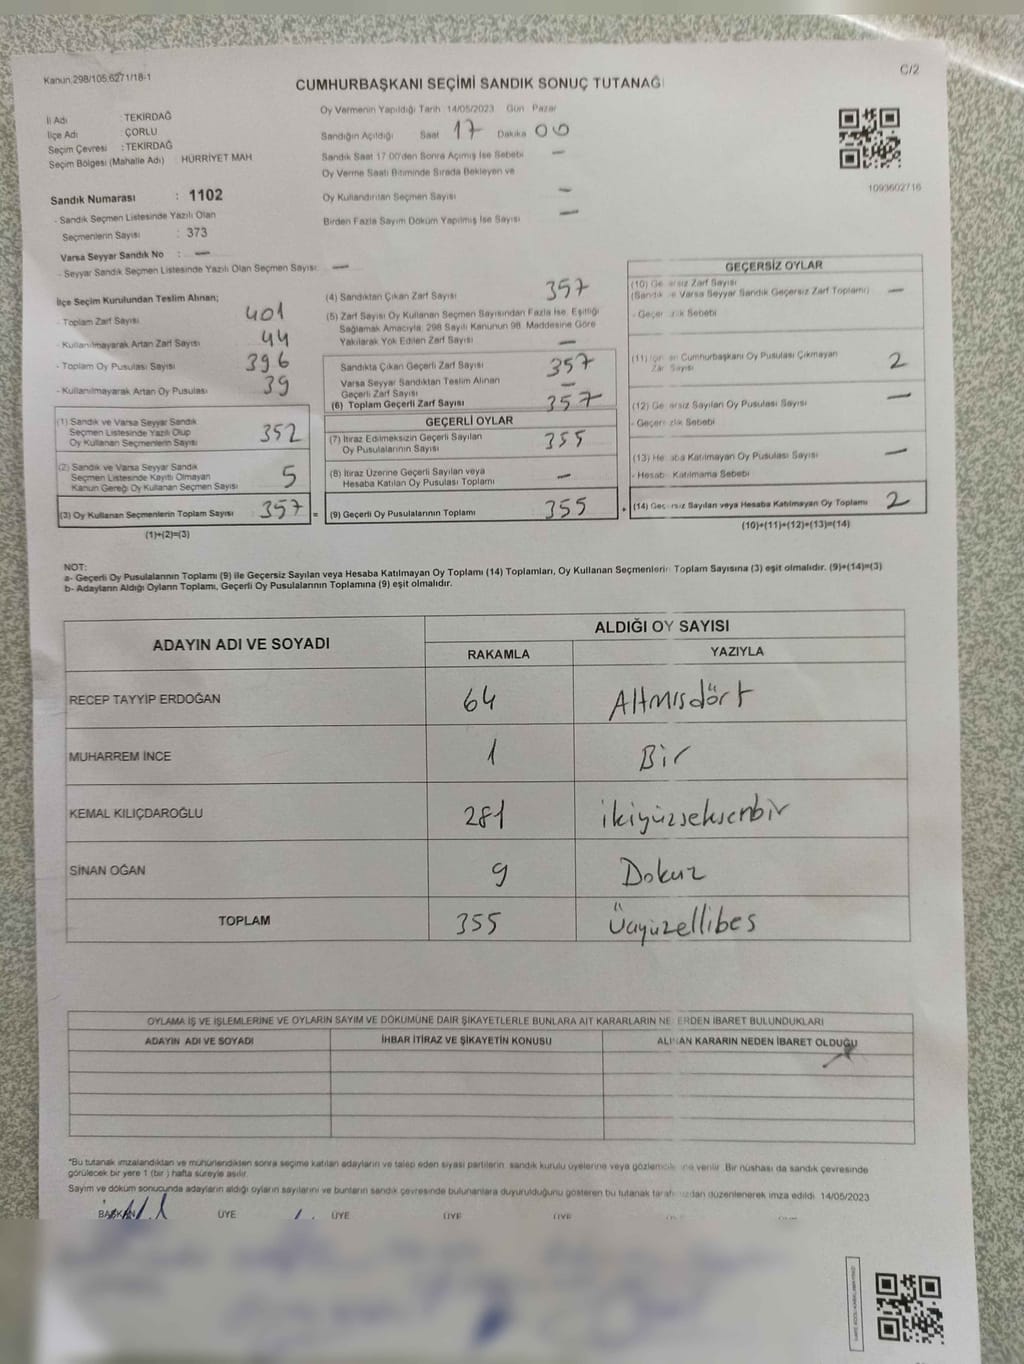 Kanun.298/105.6271/18-1
C/2
CUMHURBAŞKANI SEÇİMİ SANDIK SONUÇ TUTANAĞI
İl Adı : TEKİRDAĞ
İlçe Adı : ÇORLU
Seçim Çevresi : TEKİRDAĞ
Seçim Bölgesi (Mahalle Adı) : HÜRRİYET MAH
Sandık Numarası : 1102
- Sandık Seçmen Listesinde Yazılı Olan
Seçmenlerin Sayısı : 373
Varsa Seyyar Sandık No : —
- Seyyar Sandık Seçmen Listesinde Yazılı Olan Seçmen Sayısı: —
Oy Vermenin Yapıldığı Tarih 14/05/2023 Gün Pazar
Sandığın Açıldığı Saat 17 Dakika 00
Sandık Saat 17.00'den Sonra Açılmış İse Sebebi —
Oy Verme Saati Bitiminde Sırada Bekleyen ve
Oy Kullandırılan Seçmen Sayısı —
Birden Fazla Sayım Döküm Yapılmış İse Sayısı —
1093602716
İlçe Seçim Kurulundan Teslim Alınan;
- Toplam Zarf Sayısı 401
- Kullanılmayarak Artan Zarf Sayısı 44
- Toplam Oy Pusulası Sayısı 396
- Kullanılmayarak Artan Oy Pusulası 39
(1) Sandık ve Varsa Seyyar Sandık
Seçmen Listesinde Yazılı Olup
Oy Kullanan Seçmenlerin Sayısı 352
(2) Sandık ve Varsa Seyyar Sandık
Seçmen Listesinde Kayıtlı Olmayan
Kanun Gereği Oy Kullanan Seçmen Sayısı 5
(3) Oy Kullanan Seçmenlerin Toplam Sayısı 357 =
(1)+(2)=(3)
(4) Sandıktan Çıkan Zarf Sayısı 357
(5) Zarf Sayısı Oy Kullanan Seçmen Sayısından Fazla İse, Eşitliği
Sağlamak Amacıyla, 298 Sayılı Kanunun 98. Maddesine Göre
Yakılarak Yok Edilen Zarf Sayısı —
Sandıkta Çıkan Geçerli Zarf Sayısı 357
Varsa Seyyar Sandıktan Teslim Alınan
Geçerli Zarf Sayısı —
(6) Toplam Geçerli Zarf Sayısı 357
GEÇERLİ OYLAR
(7) İtiraz Edilmeksizin Geçerli Sayılan
Oy Pusulalarının Sayısı 355
(8) İtiraz Üzerine Geçerli Sayılan veya
Hesaba Katılan Oy Pusulası Toplamı —
(9) Geçerli Oy Pusulalarının Toplamı 355 +
GEÇERSİZ OYLAR
(10) Ge ersiz Zarf Sayısı
(Sandık ve Varsa Seyyar Sandık Geçersiz Zarf Toplamı) —
- Geçer zlik Sebebi
(11) İçin en Cumhurbaşkanı Oy Pusulası Çıkmayan
Zar Sayısı 2
(12) Ge ersiz Sayılan Oy Pusulası Sayısı —
- Geçer zlik Sebebi
(13) He aba Katılmayan Oy Pusulası Sayısı —
- Hesab Katılmama Sebebi
(14) Geç rsiz Sayılan veya Hesaba Katılmayan Oy Toplamı 2
(10)+(11)+(12)+(13)=(14)
NOT:
a- Geçerli Oy Pusulalarının Toplamı (9) ile Geçersiz Sayılan veya Hesaba Katılmayan Oy Toplamı (14) Toplamları, Oy Kullanan Seçmenlerin Toplam Sayısına (3) eşit olmalıdır. (9)+(14)=(3)
b- Adayların Aldığı Oyların Toplamı, Geçerli Oy Pusulalarının Toplamına (9) eşit olmalıdır.
ADAYIN ADI VE SOYADI
ALDIĞI OY SAYISI
RAKAMLA YAZIYLA
RECEP TAYYİP ERDOĞAN 64 Altmışdört
MUHARREM İNCE 1 Bir
KEMAL KILIÇDAROĞLU 281 ikiyüzseksenbir
SİNAN OĞAN 9 Dokuz
TOPLAM 355 Üçyüzellibeş
OYLAMA İŞ VE İŞLEMLERİNE VE OYLARIN SAYIM VE DÖKÜMÜNE DAİR ŞİKAYETLERLE BUNLARA AİT KARARLARIN NE ERDEN İBARET BULUNDUKLARI
ADAYIN ADI VE SOYADI İHBAR İTİRAZ VE ŞİKAYETİN KONUSU ALINAN KARARIN NEDEN İBARET OLDUĞU
*Bu tutanak imzalandıktan ve mühürlendikten sonra seçime katılan adayların ve talep eden siyasi partilerin sandık kurulu üyelerine veya gözlemcilerine verilir. Bir nüshası da sandık çevresinde
görülecek bir yere 1 (bir ) hafta süreyle asılır.
Sayım ve döküm sonucunda adayların aldığı oyların sayılarını ve bunların sandık çevresinde bulunanlara duyurulduğunu gösteren bu tutanak taraf ızdan düzenlenerek imza edildi. 14/05/2023
BAŞKAN ÜYE ÜYE ÜYE ÜYE